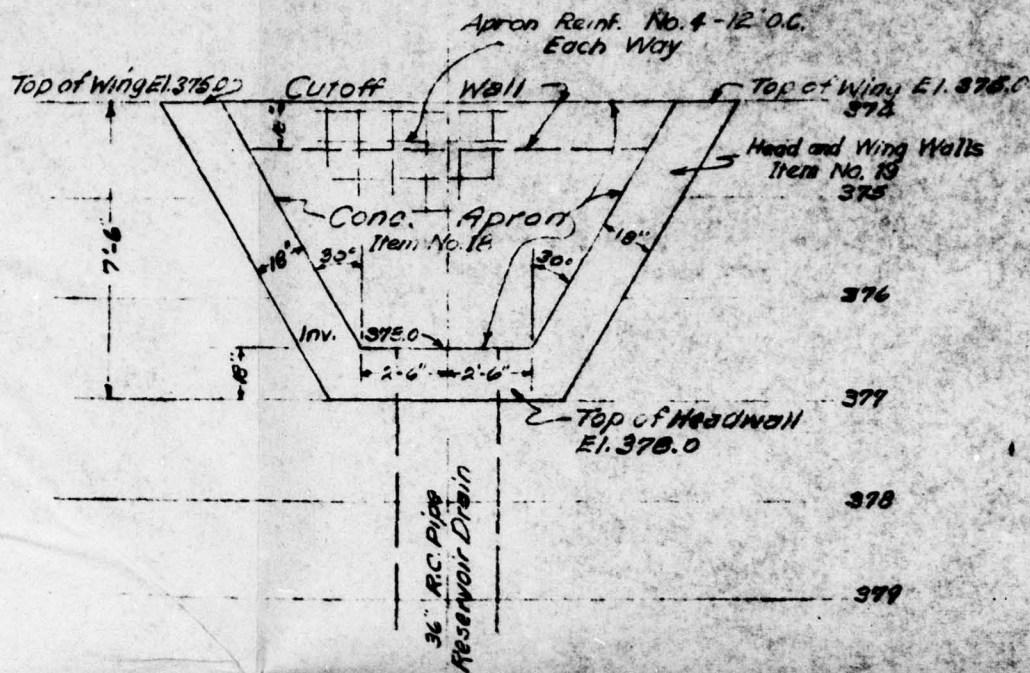 Apron Reinf. No. 4-12" O.C.
Each Way
Top of Wing El. 375.0
Cutoff Wall
Top of Wing El. 375.0
374
Head and Wing Walls
Item No. 19
375
Conc. Apron
Item No. 18
18"
30°
30°
18"
7'-6"
376
Inv. 375.0
2'-6" 2'-6"
18"
377
Top of Headwall
El. 378.0
36" R.C. Pipe
Reservoir Drain
378
379